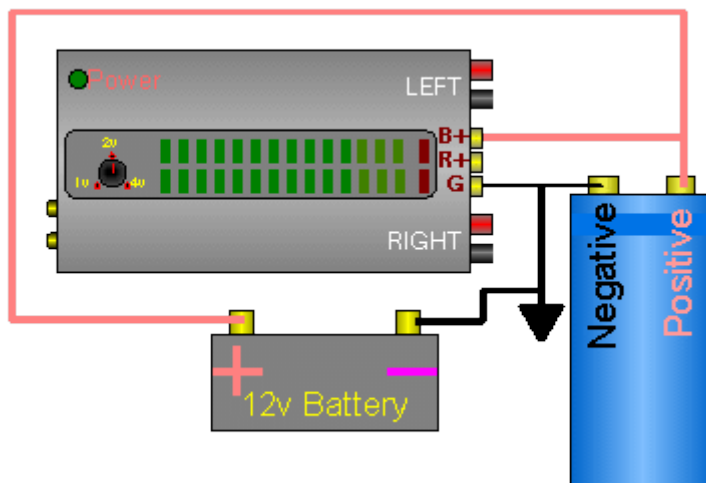 Power
LEFT
B+
R+
G
2v
1v
4v
RIGHT
Negative
Positive
12v Battery